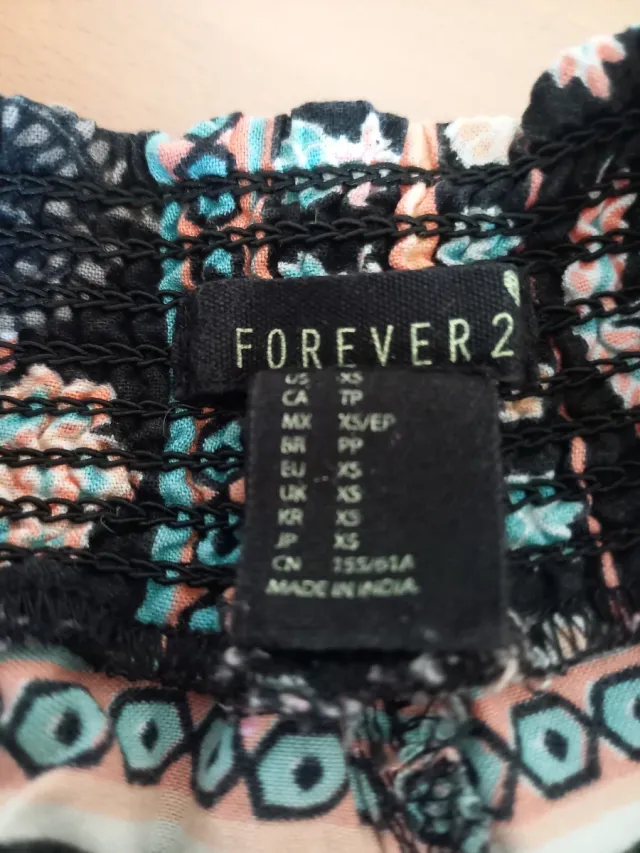 FOREVER 2
US XS
CA TP
MX XS/EP
BR PP
EU XS
UK XS
KR XS
JP XS
CN 155/61A
MADE IN INDIA